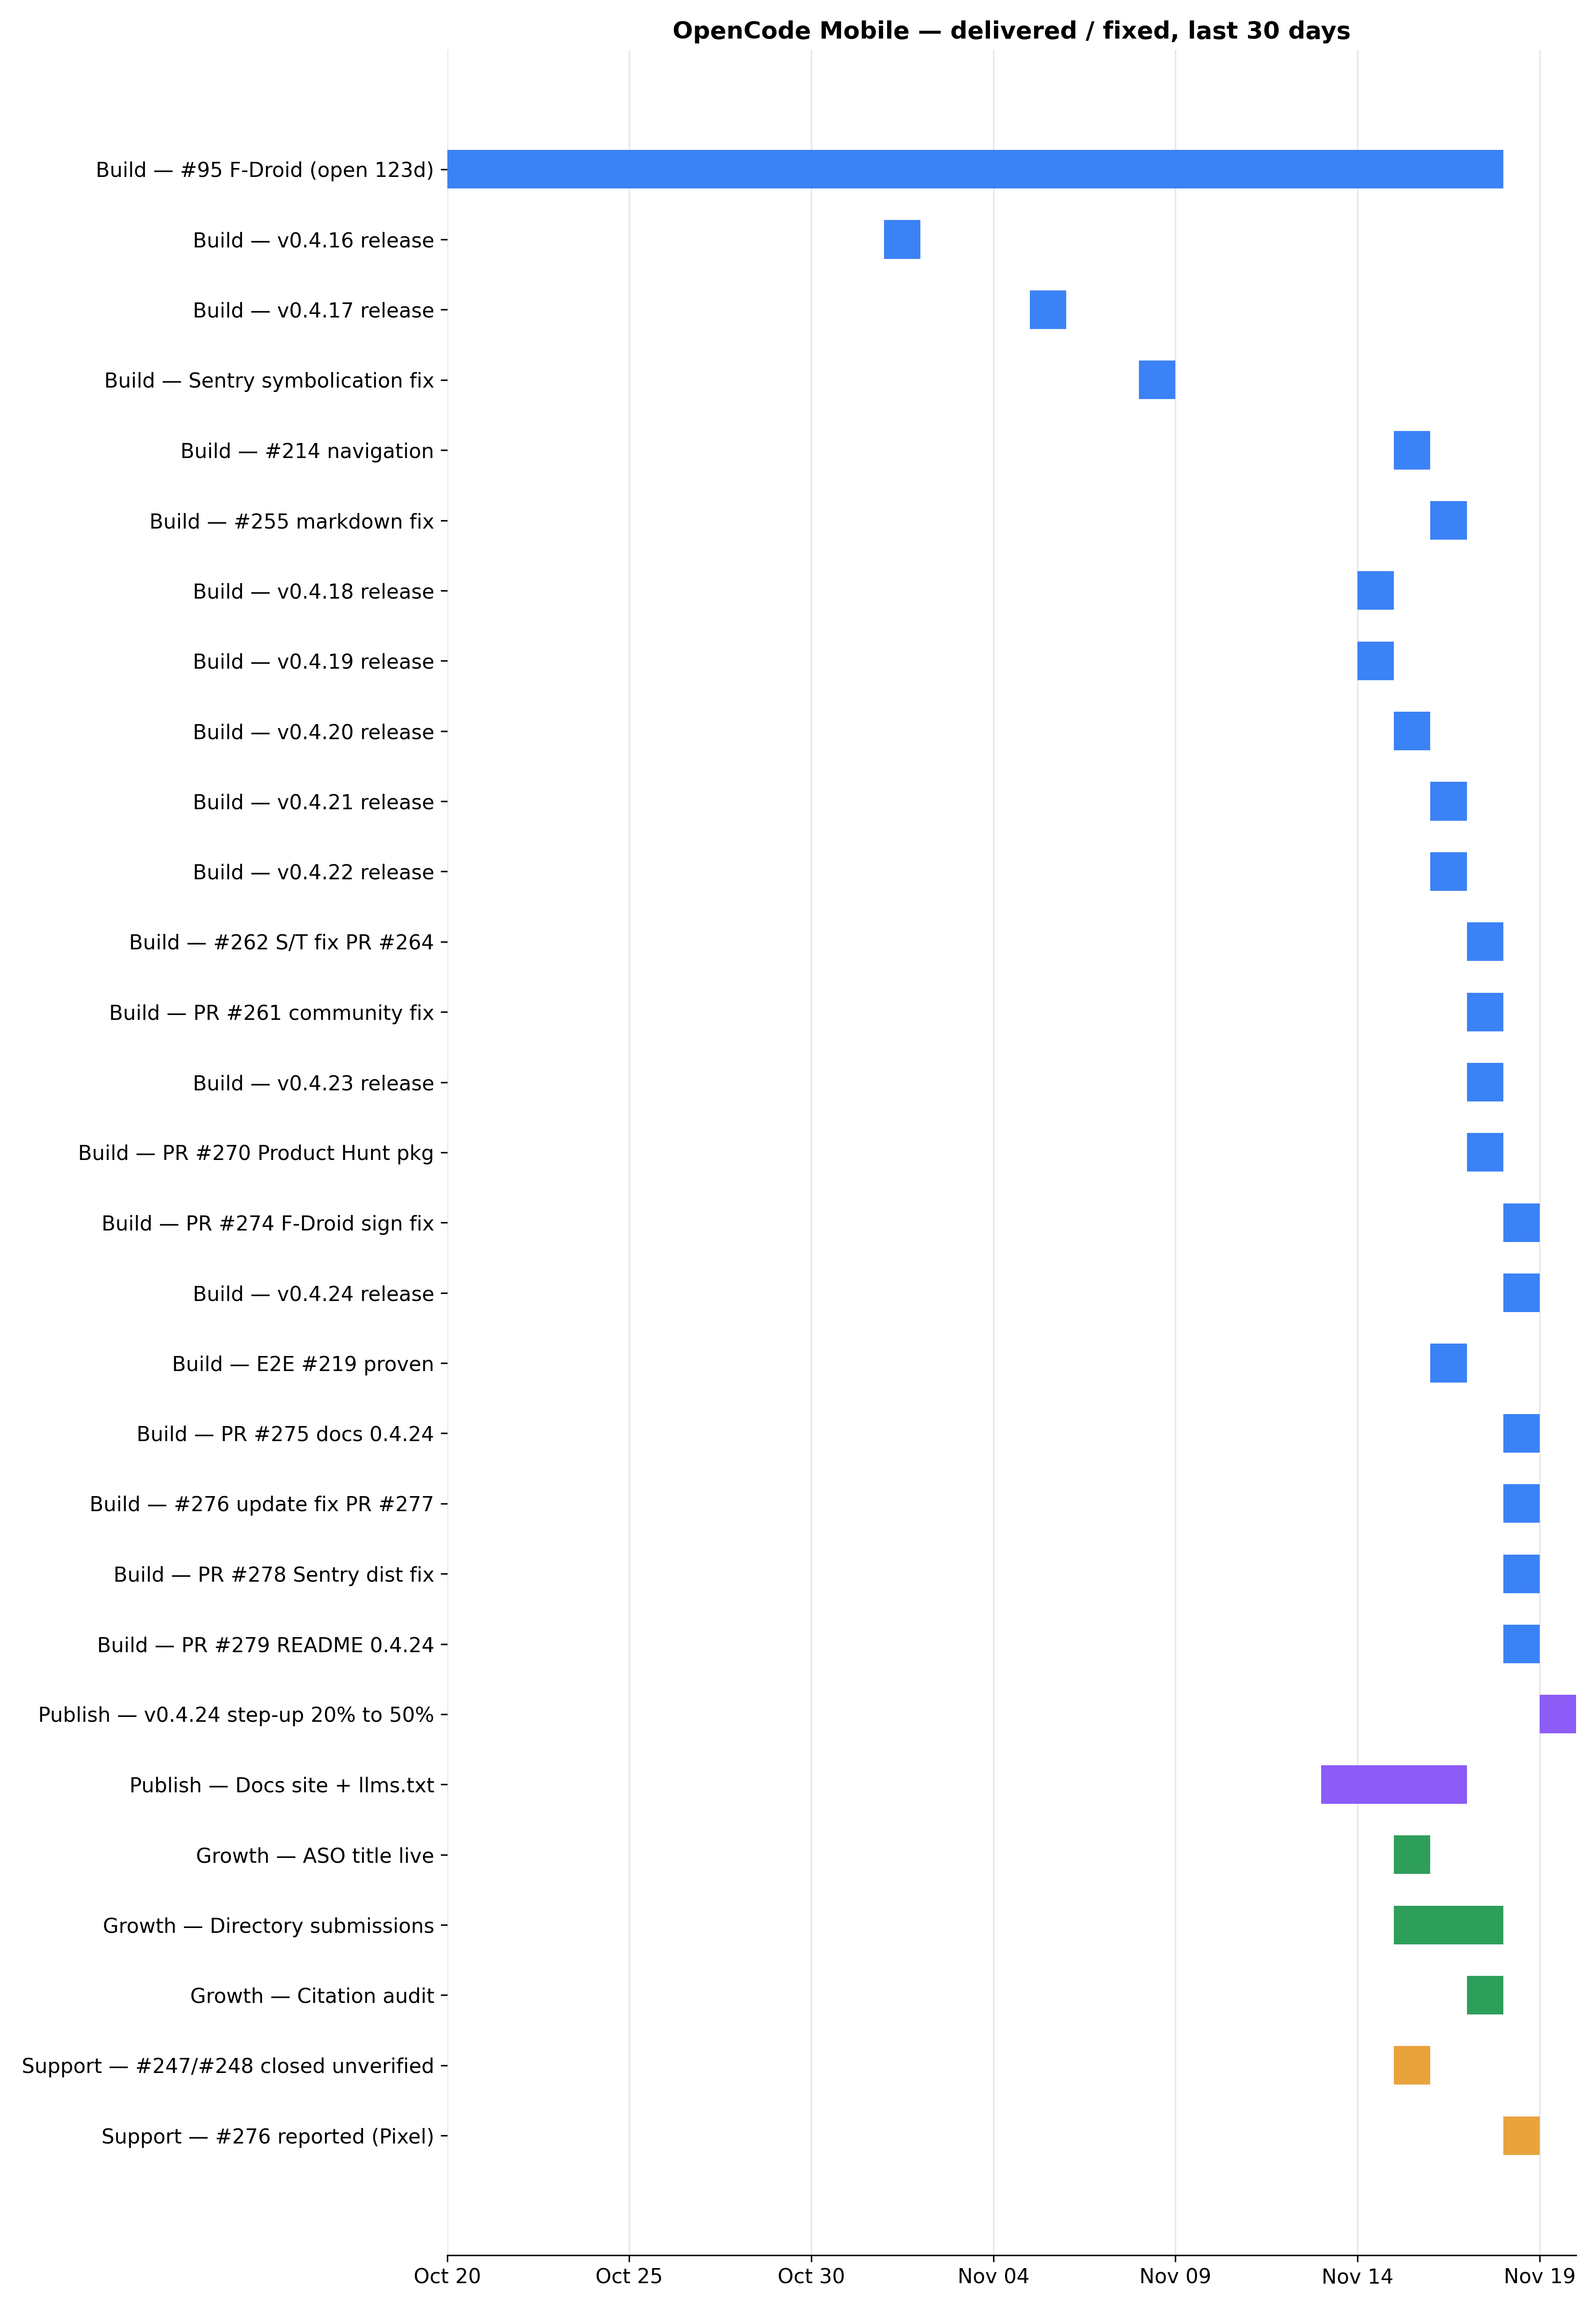 OpenCode Mobile — delivered / fixed, last 30 days
Build — #95 F-Droid (open 123d)
Build — v0.4.16 release
Build — v0.4.17 release
Build — Sentry symbolication fix
Build — #214 navigation
Build — #255 markdown fix
Build — v0.4.18 release
Build — v0.4.19 release
Build — v0.4.20 release
Build — v0.4.21 release
Build — v0.4.22 release
Build — #262 S/T fix PR #264
Build — PR #261 community fix
Build — v0.4.23 release
Build — PR #270 Product Hunt pkg
Build — PR #274 F-Droid sign fix
Build — v0.4.24 release
Build — E2E #219 proven
Build — PR #275 docs 0.4.24
Build — #276 update fix PR #277
Build — PR #278 Sentry dist fix
Build — PR #279 README 0.4.24
Publish — v0.4.24 step-up 20% to 50%
Publish — Docs site + llms.txt
Growth — ASO title live
Growth — Directory submissions
Growth — Citation audit
Support — #247/#248 closed unverified
Support — #276 reported (Pixel)
Oct 20 Oct 25 Oct 30 Nov 04 Nov 09 Nov 14 Nov 19